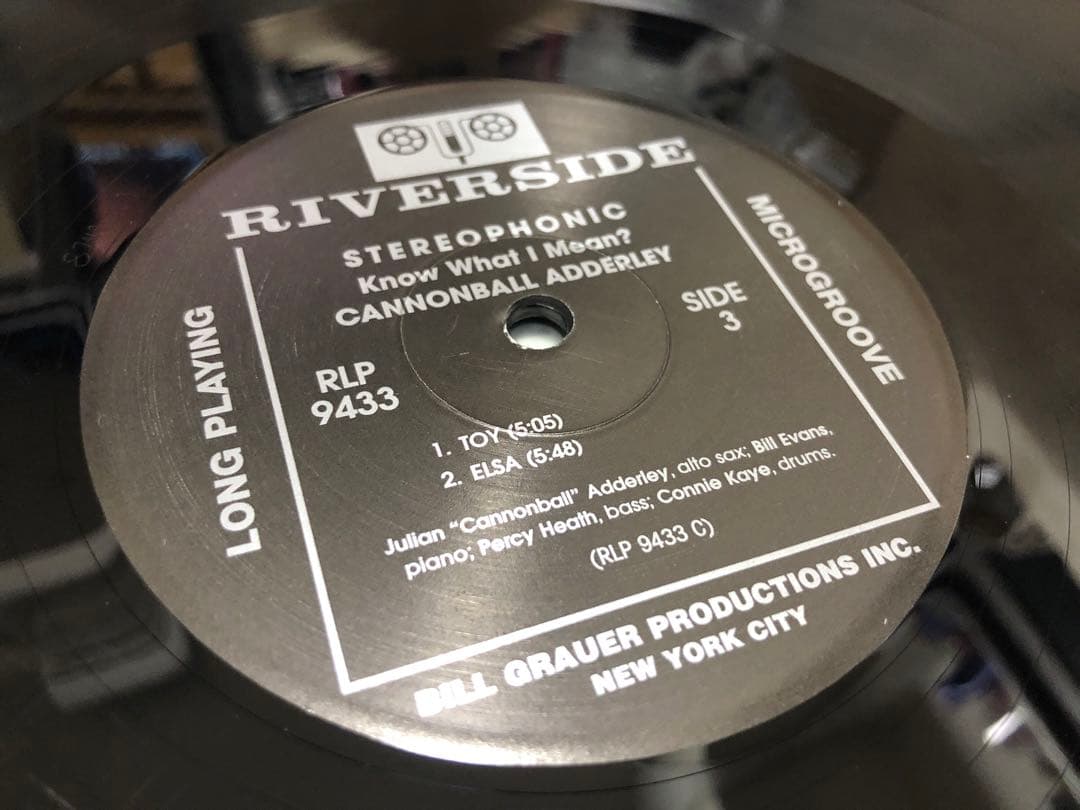 RIVERSIDE
STEREOPHONIC
Know What I Mean?
CANNONBALL ADDERLEY
LONG PLAYING
MICROGROOVE
RLP
9433
SIDE
3
1. TOY (5:05)
2. ELSA (5:48)
Julian "Cannonball" Adderley, alto sax; Bill Evans,
piano; Percy Heath, bass; Connie Kaye, drums.
(RLP 9433 C)
BILL GRAUER PRODUCTIONS INC.
NEW YORK CITY